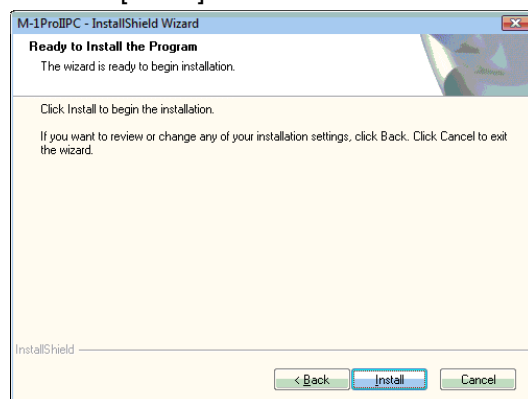 M-1ProIIPC - InstallShield Wizard
Ready to Install the Program
The wizard is ready to begin installation.
Click Install to begin the installation.
If you want to review or change any of your installation settings, click Back. Click Cancel to exit
the wizard.
InstallShield
< Back
Install
Cancel